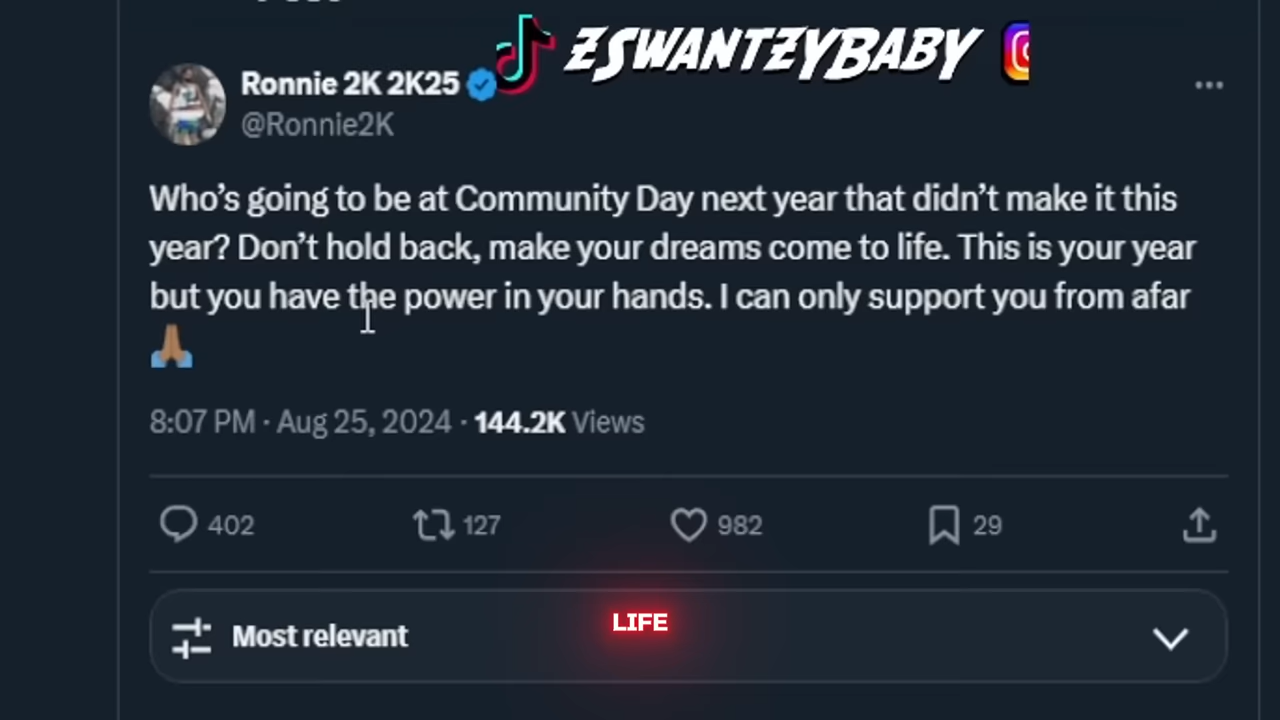 ZSWANTZYBABY
Ronnie 2K 2K25
@Ronnie2K
Who's going to be at Community Day next year that didn't make it this
year? Don't hold back, make your dreams come to life. This is your year
but you have the power in your hands. I can only support you from afar
🙏🏽
8:07 PM · Aug 25, 2024 · 144.2K Views
402 127 982 29
LIFE
Most relevant